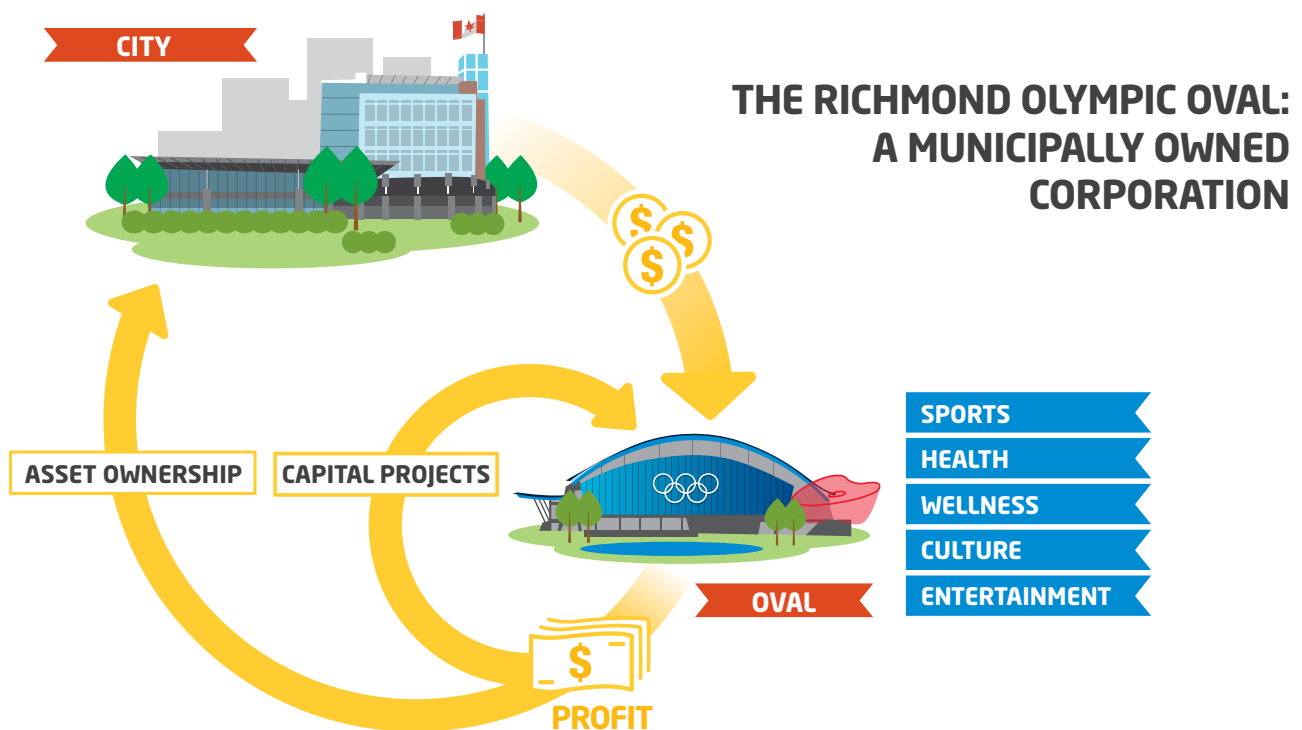 CITY
THE RICHMOND OLYMPIC OVAL:
A MUNICIPALLY OWNED
CORPORATION
$
$
$
ASSET OWNERSHIP
CAPITAL PROJECTS
SPORTS
HEALTH
WELLNESS
CULTURE
ENTERTAINMENT
OVAL
$
PROFIT